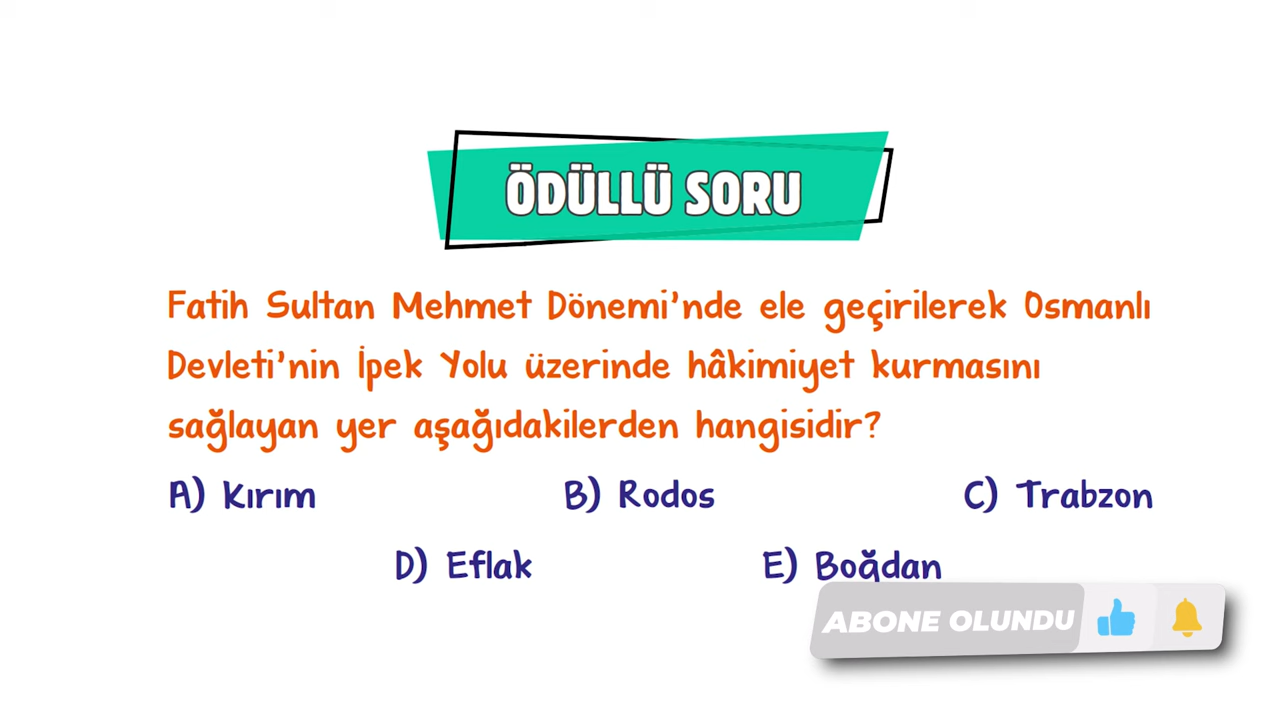 ÖDÜLLÜ SORU
Fatih Sultan Mehmet Dönemi'nde ele geçirilerek Osmanlı
Devleti'nin İpek Yolu üzerinde hâkimiyet kurmasını
sağlayan yer aşağıdakilerden hangisidir?
A) Kırım B) Rodos C) Trabzon
D) Eflak E) Boğdan
ABONE OLUNDU